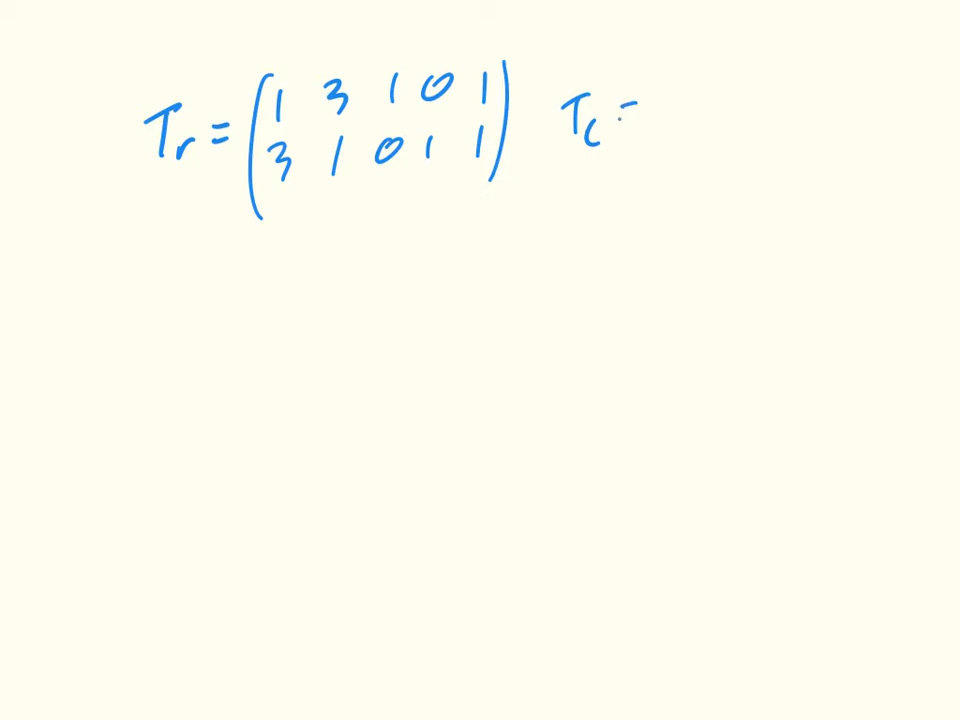 Tr = ( 1 3 1 0 1 ) Tc =
3 1 0 1 1